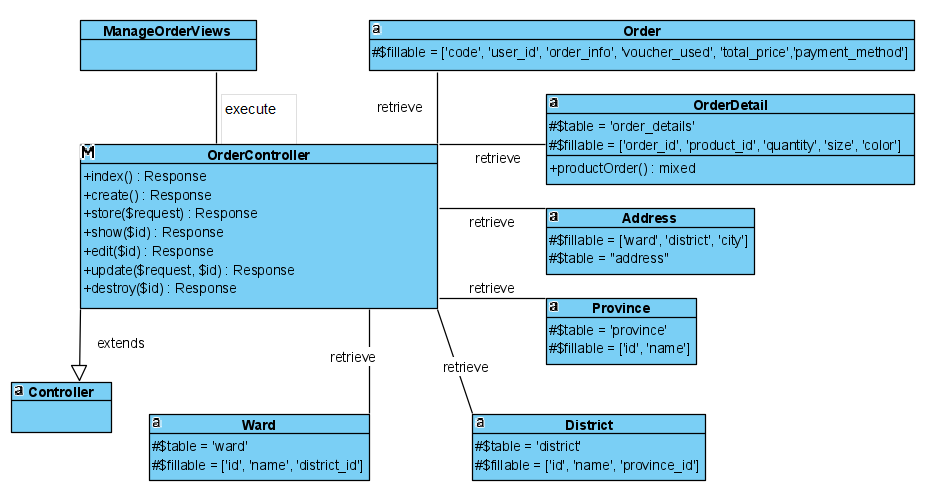 ManageOrderViews
a
Order
#$fillable = ['code', 'user_id', 'order_info', 'voucher_used', 'total_price','payment_method']
execute
retrieve
a
OrderDetail
#$table = 'order_details'
#$fillable = ['order_id', 'product_id', 'quantity', 'size', 'color']
+productOrder() : mixed
retrieve
M
OrderController
+index() : Response
+create() : Response
+store($request) : Response
+show($id) : Response
+edit($id) : Response
+update($request, $id) : Response
+destroy($id) : Response
retrieve
a
Address
#$fillable = ['ward', 'district', 'city']
#$table = "address"
retrieve
a
Province
#$table = 'province'
#$fillable = ['id', 'name']
extends
retrieve
retrieve
a
Controller
a
Ward
#$table = 'ward'
#$fillable = ['id', 'name', 'district_id']
a
District
#$table = 'district'
#$fillable = ['id', 'name', 'province_id']